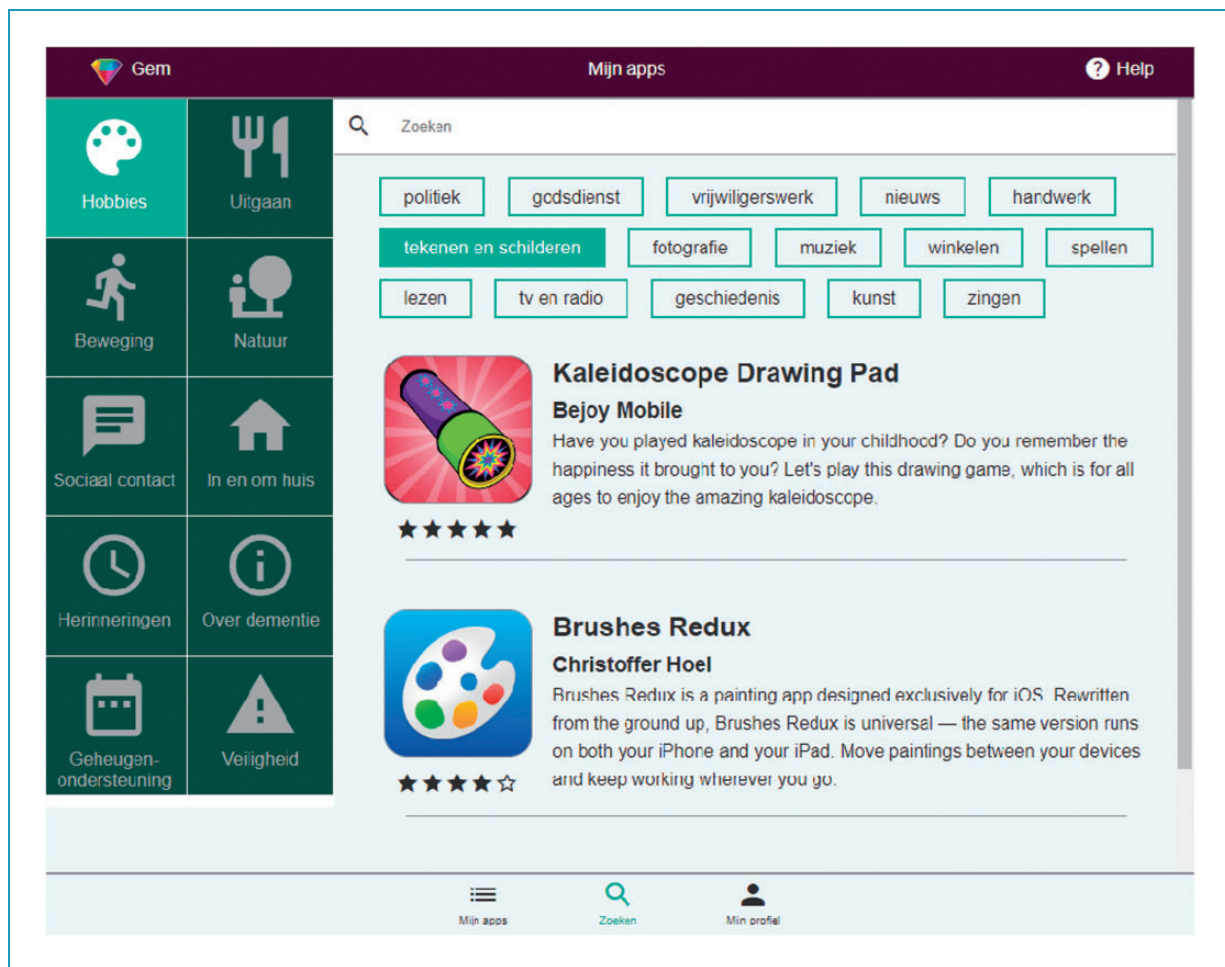 Gem
Mijn apps
Help
Hobbies
Uitgaan
Beweging
Natuur
Sociaal contact
In en om huis
Herinneringen
Over dementie
Geheugen-
ondersteuning
Veiligheid
Zoeken
politiek godsdienst vrijwiligerswerk nieuws handwerk
tekenen en schilderen fotografie muziek winkelen spellen
lezen tv en radio geschiedenis kunst zingen
Kaleidoscope Drawing Pad
Bejoy Mobile
Have you played kaleidoscope in your childhood? Do you remember the
happiness it brought to you? Let's play this drawing game, which is for all
ages to enjoy the amazing kaleidoscope.
Brushes Redux
Christoffer Hoel
Brushes Redux is a painting app designed exclusively for iOS. Rewritten
from the ground up, Brushes Redux is universal — the same version runs
on both your iPhone and your iPad. Move paintings between your devices
and keep working wherever you go.
Mijn apps
Zoeken
Mijn profiel